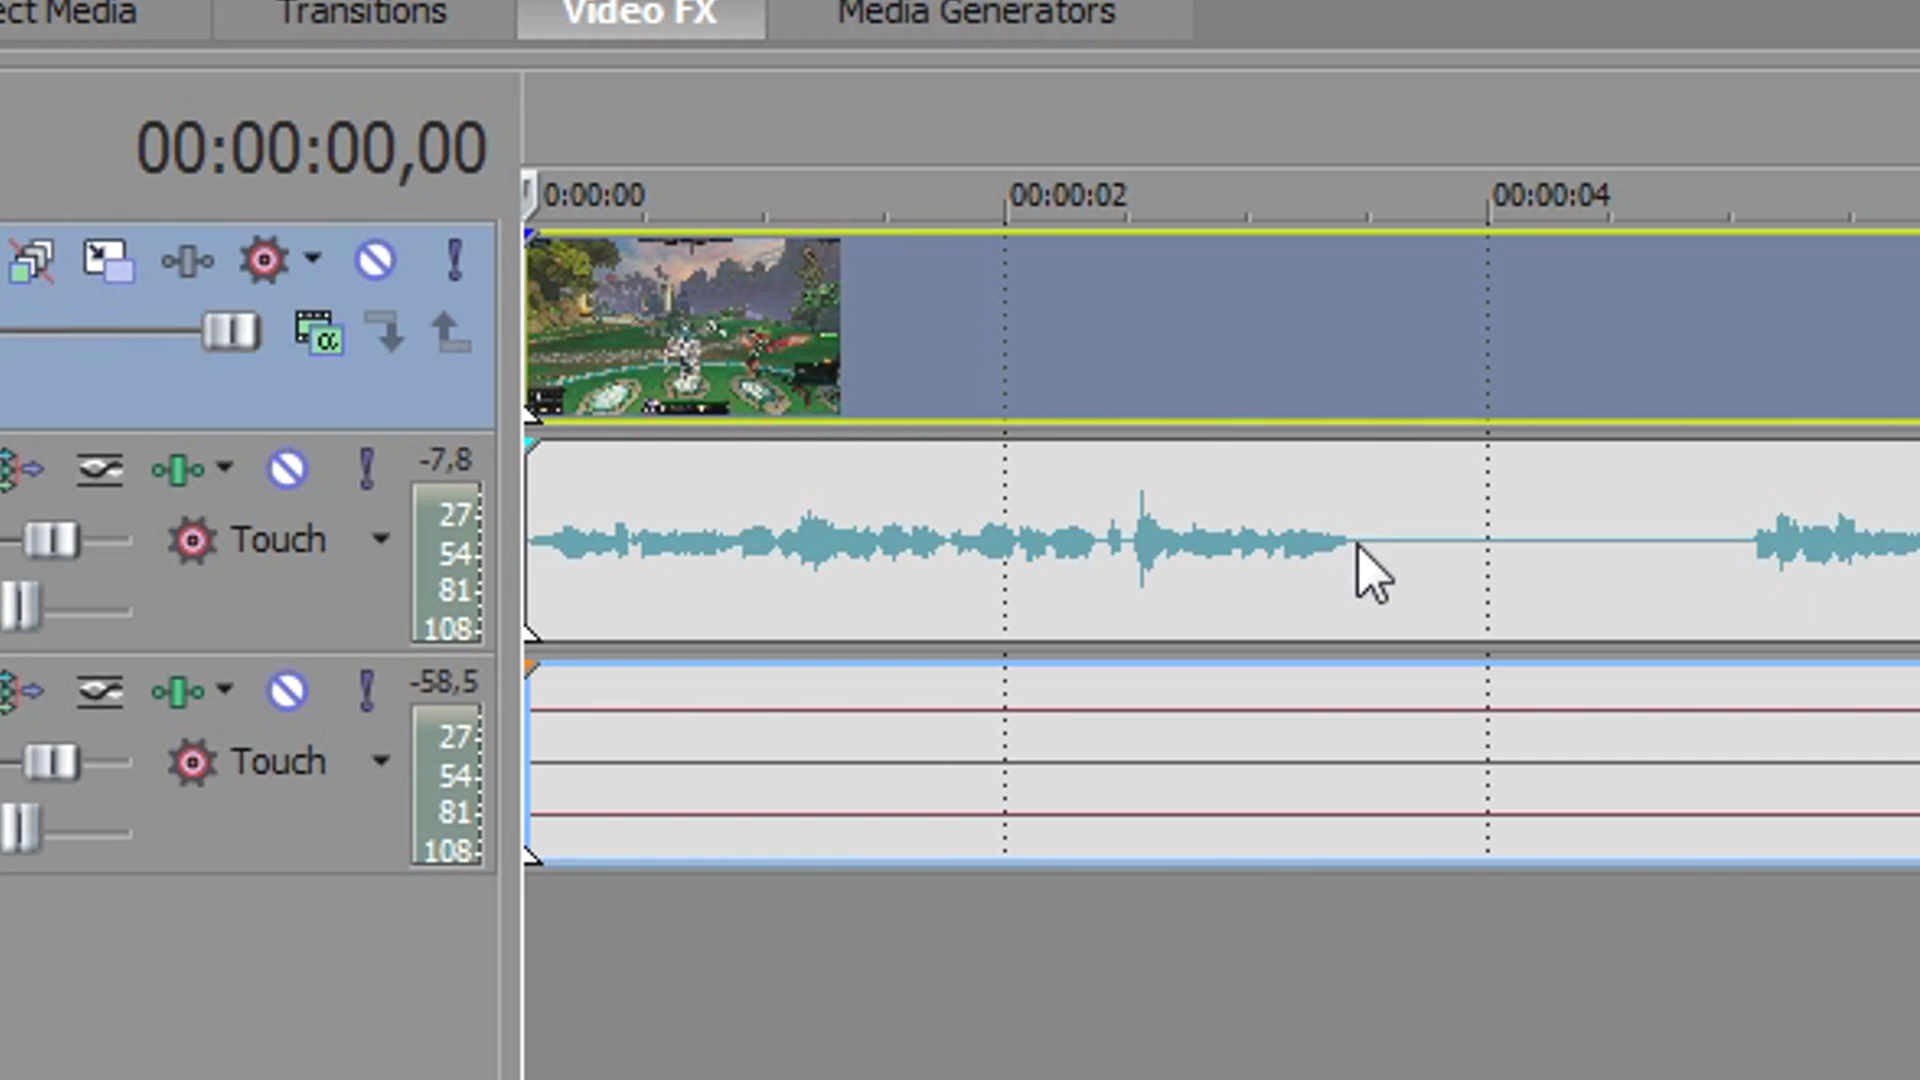 ect Media Transitions Video FX Media Generators
00:00:00,00
0:00:00 00:00:02 00:00:04
-7,8
27
54
81
108
Touch
-58,5
27
54
81
108
Touch